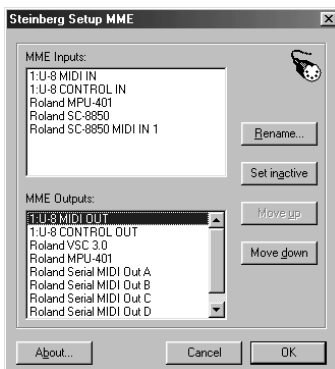 Steinberg Setup MME
MME Inputs:
1:U-8 MIDI IN
1:U-8 CONTROL IN
Roland MPU-401
Roland SC-8850
Roland SC-8850 MIDI IN 1
Rename...
Set inactive
MME Outputs:
1:U-8 MIDI OUT
1:U-8 CONTROL OUT
Roland VSC 3.0
Roland MPU-401
Roland Serial MIDI Out A
Roland Serial MIDI Out B
Roland Serial MIDI Out C
Roland Serial MIDI Out D
Move up
Move down
About...
Cancel
OK